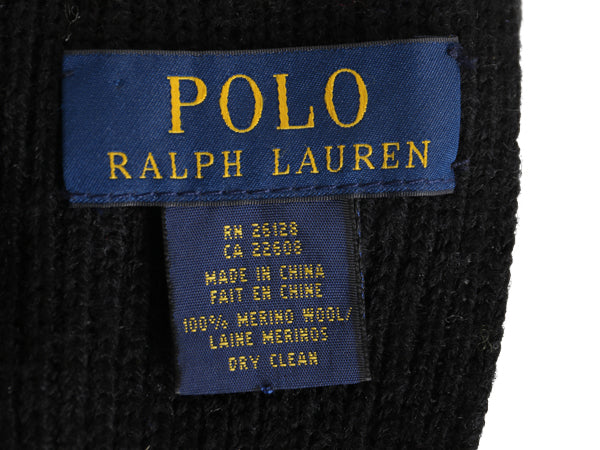 POLO
RALPH LAUREN
RN 26128
CA 22608
MADE IN CHINA
FAIT EN CHINE
100% MERINO WOOL/
LAINE MERINOS
DRY CLEAN